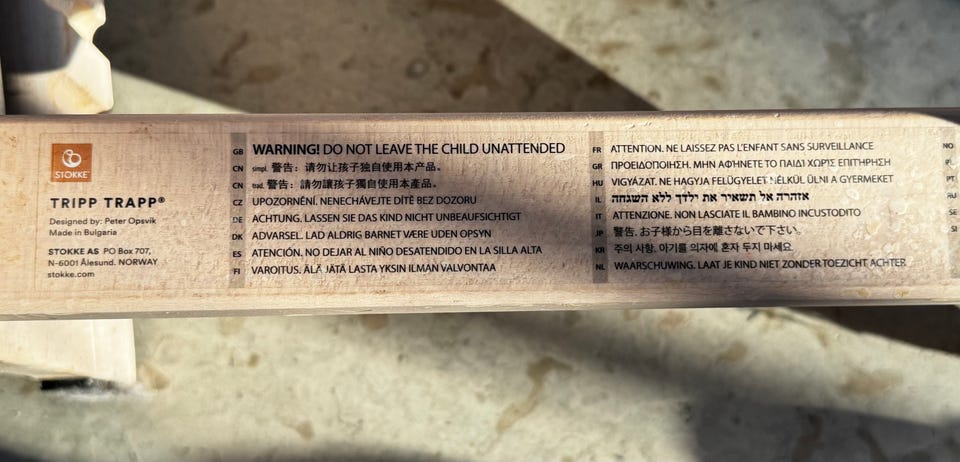 STOKKE®
TRIPP TRAPP®
Designed by: Peter Opsvik
Made in Bulgaria
STOKKE AS PO Box 707,
N-6001 Ålesund. NORWAY
stokke.com
GB WARNING! DO NOT LEAVE THE CHILD UNATTENDED
CN simpl. 警告：请勿让孩子独自使用本产品。
CN trad. 警告：請勿讓孩子獨自使用本產品。
CZ UPOZORNĚNÍ. NENECHÁVEJTE DÍTĚ BEZ DOZORU
DE ACHTUNG. LASSEN SIE DAS KIND NICHT UNBEAUFSICHTIGT
DK ADVARSEL. LAD ALDRIG BARNET VÆRE UDEN OPSYN
ES ATENCIÓN. NO DEJAR AL NIÑO DESATENDIDO EN LA SILLA ALTA
FI VAROITUS. ÄLÄ JÄTÄ LASTA YKSIN ILMAN VALVONTAA
FR ATTENTION. NE LAISSEZ PAS L'ENFANT SANS SURVEILLANCE
GR ΠΡΟΕΙΔΟΠΟΙΗΣΗ. ΜΗΝ ΑΦΗΝΕΤΕ ΤΟ ΠΑΙΔΙ ΧΩΡΙΣ ΕΠΙΤΗΡΗΣΗ
HU VIGYÁZAT. NE HAGYJA FELÜGYELET NÉLKÜL ÜLNI A GYERMEKET
IL אזהרה אל תשאיר את ילדך ללא השגחה
IT ATTENZIONE. NON LASCIATE IL BAMBINO INCUSTODITO
JP 警告. お子様から目を離さないで下さい。
KR 주의 사항. 아기를 의자에 혼자 두지 마세요
NL WAARSCHUWING. LAAT JE KIND NIET ZONDER TOEZICHT ACHTER
NO
PL
RU
SE